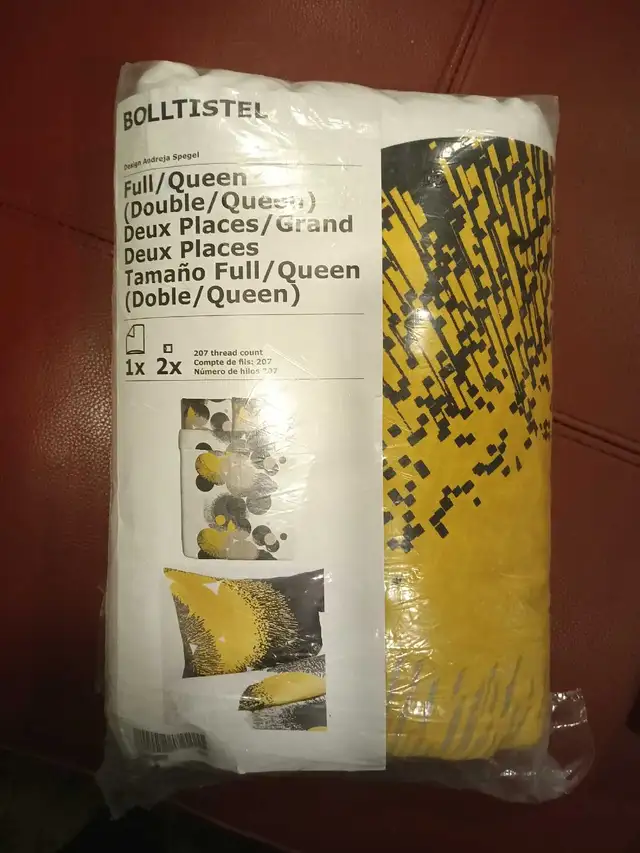 BOLLTISTEL
Design Andreja Spegel
Full/Queen
(Double/Queen)
Deux Places/Grand
Deux Places
Tamaño Full/Queen
(Doble/Queen)
1x 2x
207 thread count
Compte de fils: 207
Número de hilos 207